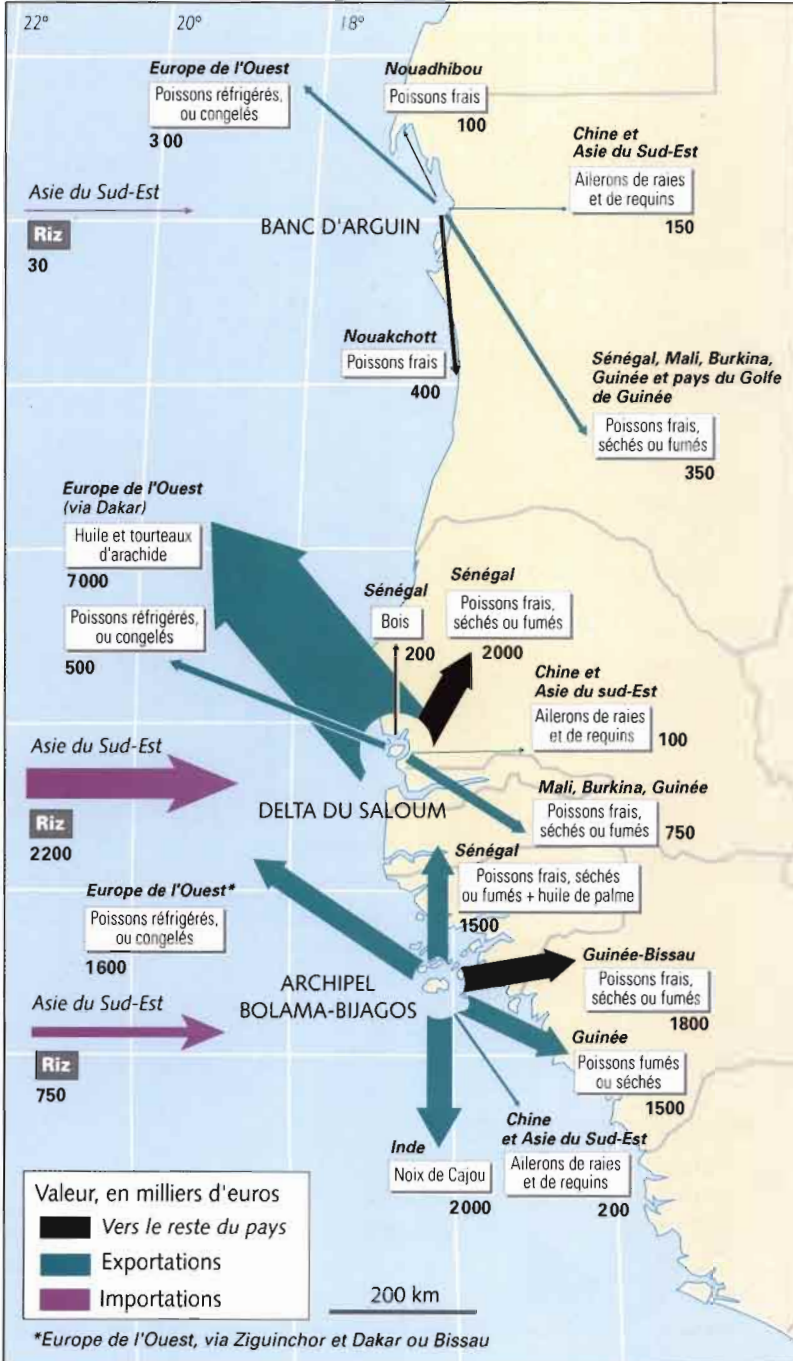 22°
20°
18°
Europe de l'Ouest
Poissons réfrigérés,
ou congelés
300
Nouadhibou
Poissons frais
100
Chine et
Asie du Sud-Est
Ailerons de raies
et de requins
150
Asie du Sud-Est
Riz
30
BANC D'ARGUIN
Nouakchott
Poissons frais
400
Sénégal, Mali, Burkina,
Guinée et pays du Golfe
de Guinée
Poissons frais,
séchés ou fumés
350
Europe de l'Ouest
(via Dakar)
Huile et tourteaux
d'arachide
7000
Poissons réfrigérés,
ou congelés
500
Sénégal
Bois
200
Sénégal
Poissons frais,
séchés ou fumés
2000
Chine et
Asie du sud-Est
Ailerons de raies
et de requins
100
Asie du Sud-Est
Riz
2200
DELTA DU SALOUM
Mali, Burkina, Guinée
Poissons frais,
séchés ou fumés
750
Sénégal
Poissons frais, séchés
ou fumés + huile de palme
1500
Europe de l'Ouest*
Poissons réfrigérés,
ou congelés
1600
ARCHIPEL
BOLAMA-BIJAGOS
Guinée-Bissau
Poissons frais,
séchés ou fumés
1800
Asie du Sud-Est
Riz
750
Guinée
Poissons fumés
ou séchés
1500
Inde
Noix de Cajou
2000
Chine
et Asie du Sud-Est
Ailerons de raies
et de requins
200
Valeur, en milliers d'euros
Vers le reste du pays
Exportations
Importations
200 km
*Europe de l'Ouest, via Ziguinchor et Dakar ou Bissau